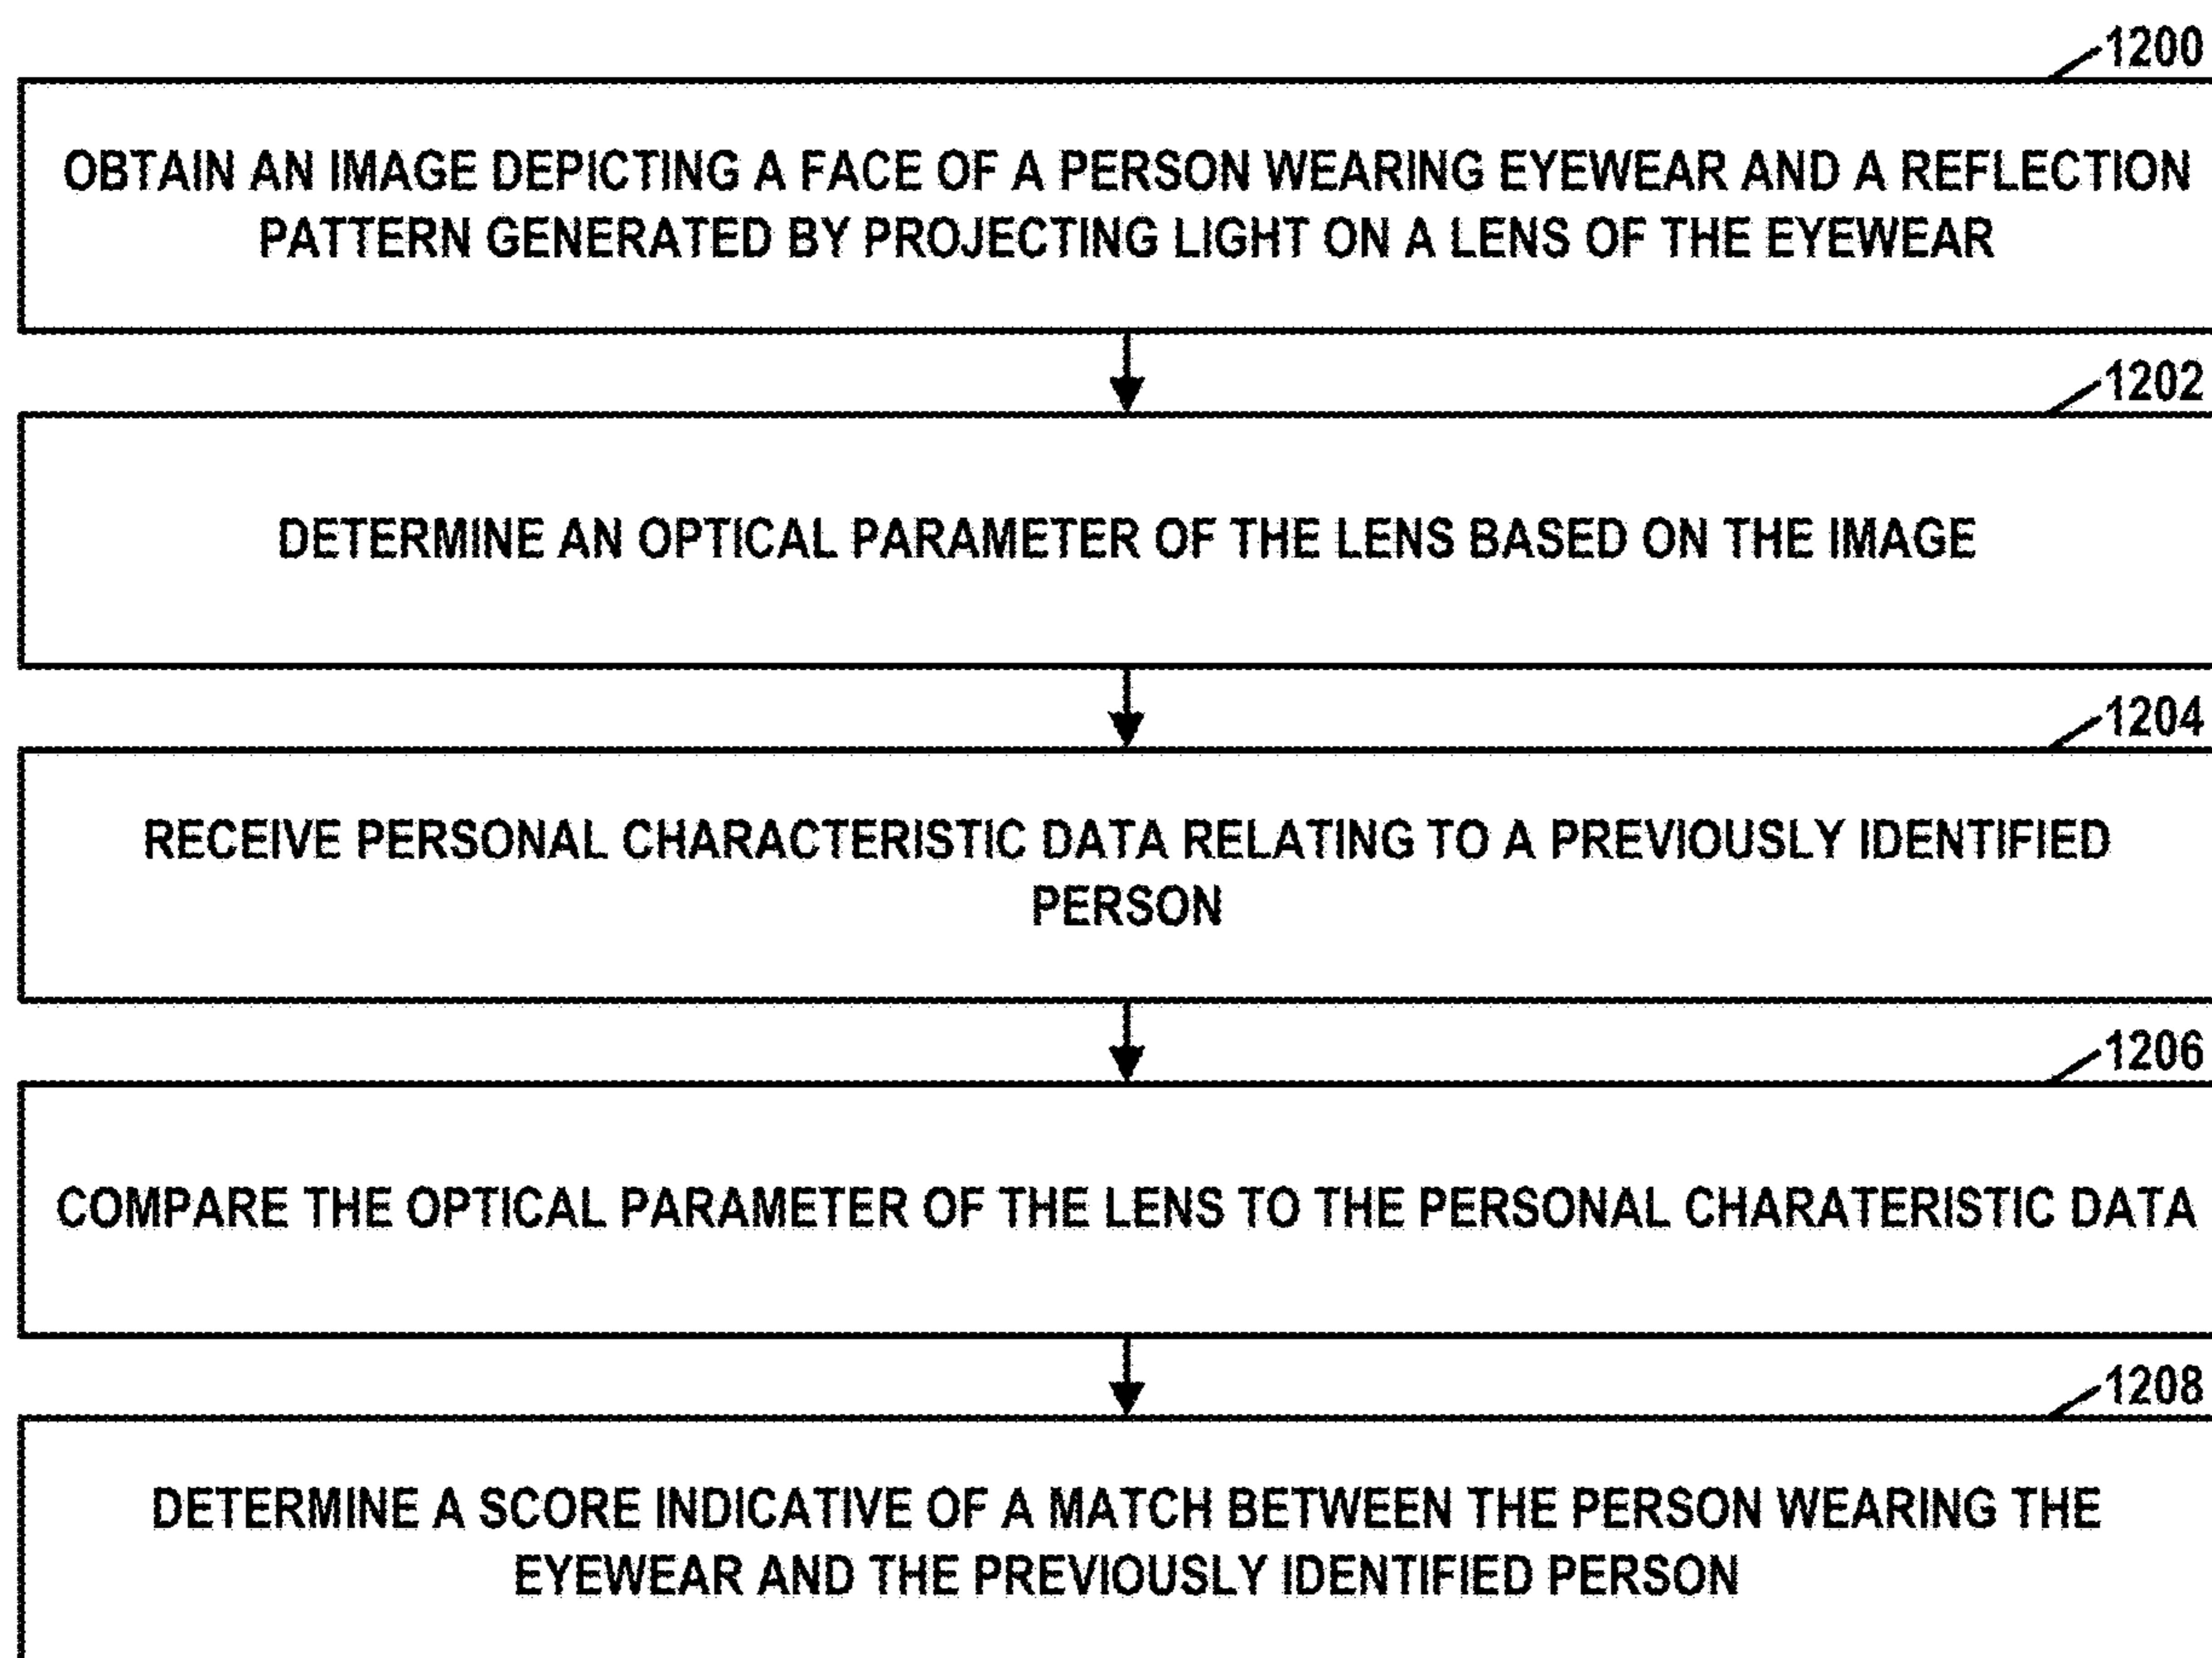 1200
OBTAIN AN IMAGE DEPICTING A FACE OF A PERSON WEARING EYEWEAR AND A REFLECTION
PATTERN GENERATED BY PROJECTING LIGHT ON A LENS OF THE EYEWEAR
1202
DETERMINE AN OPTICAL PARAMETER OF THE LENS BASED ON THE IMAGE
1204
RECEIVE PERSONAL CHARACTERISTIC DATA RELATING TO A PREVIOUSLY IDENTIFIED
PERSON
1206
COMPARE THE OPTICAL PARAMETER OF THE LENS TO THE PERSONAL CHARATERISTIC DATA
1208
DETERMINE A SCORE INDICATIVE OF A MATCH BETWEEN THE PERSON WEARING THE
EYEWEAR AND THE PREVIOUSLY IDENTIFIED PERSON